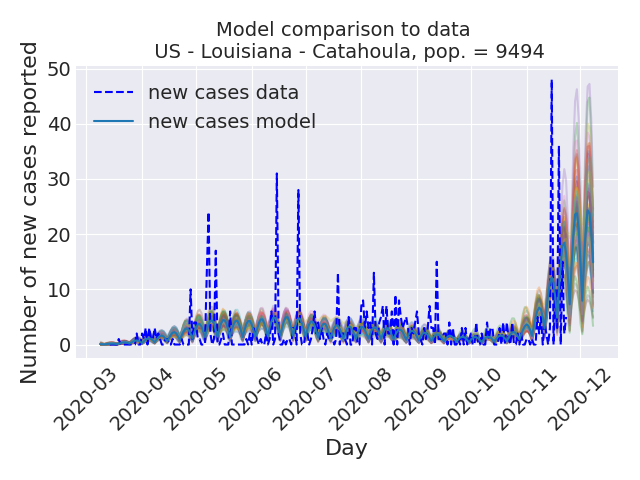 Model comparison to data
US - Louisiana - Catahoula, pop. = 9494
Number of new cases reported
50
40
30
20
10
0
new cases data
new cases model
2020-03
2020-04
2020-05
2020-06
2020-07
2020-08
2020-09
2020-10
2020-11
2020-12
Day